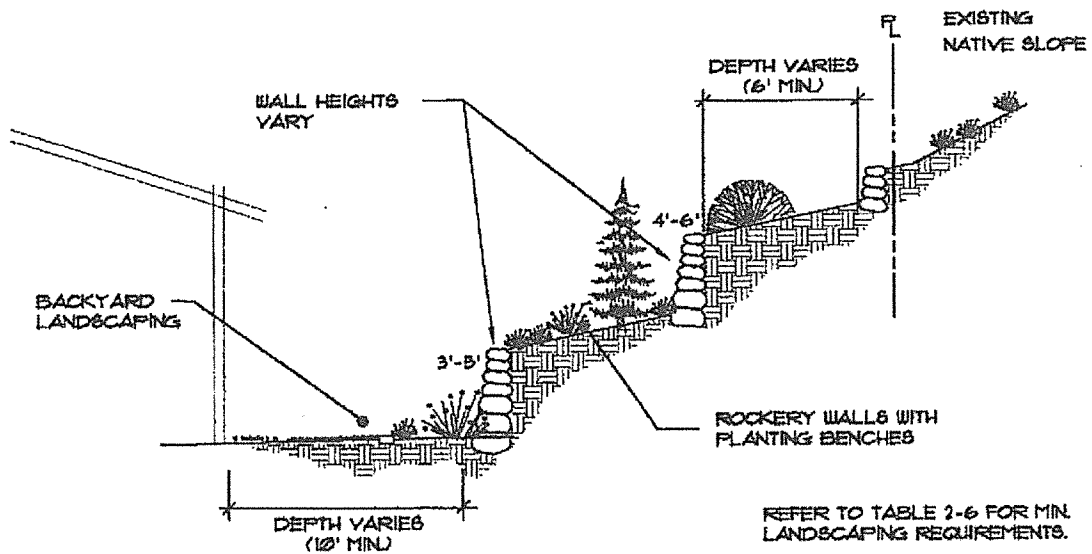 PL
EXISTING
NATIVE SLOPE
DEPTH VARIES
(6' MIN.)
WALL HEIGHTS
VARY
4'-6'
BACKYARD
LANDSCAPING
3'-5'
ROCKERY WALLS WITH
PLANTING BENCHES
DEPTH VARIES
(10' MIN.)
REFER TO TABLE 2-6 FOR MIN.
LANDSCAPING REQUIREMENTS.